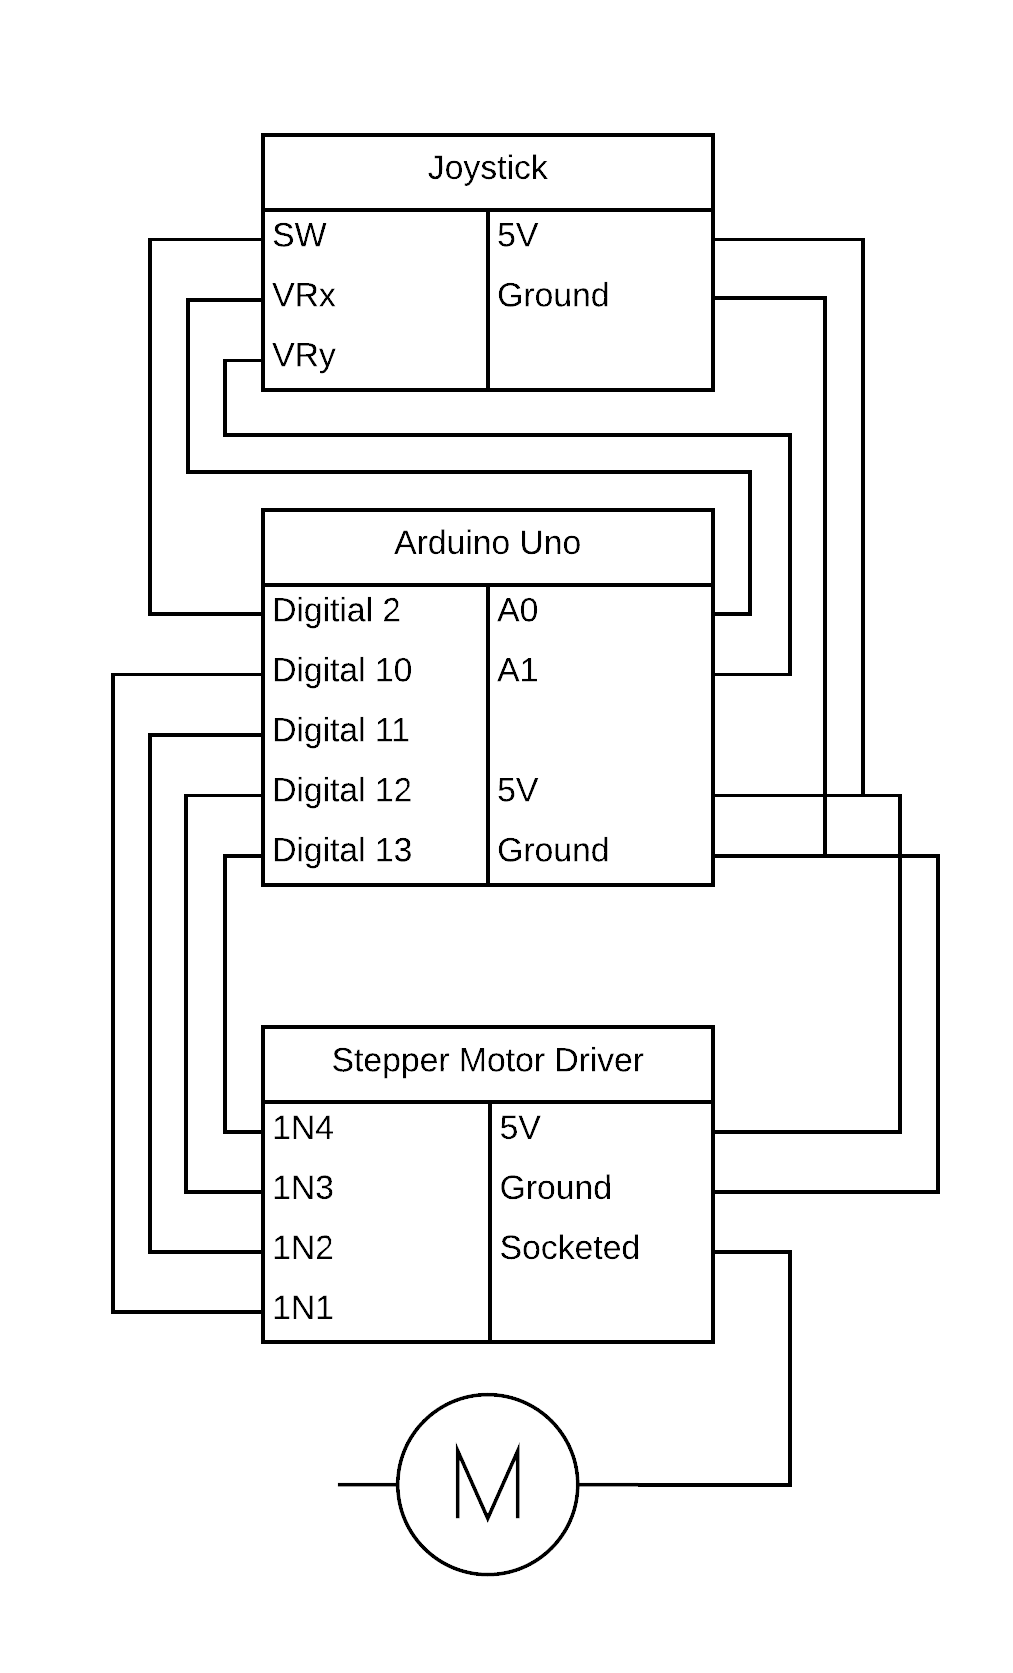 Joystick
SW
5V
VRx
Ground
VRy
Arduino Uno
Digitial 2
A0
Digital 10
A1
Digital 11
Digital 12
5V
Digital 13
Ground
Stepper Motor Driver
1N4
5V
1N3
Ground
1N2
Socketed
1N1
M